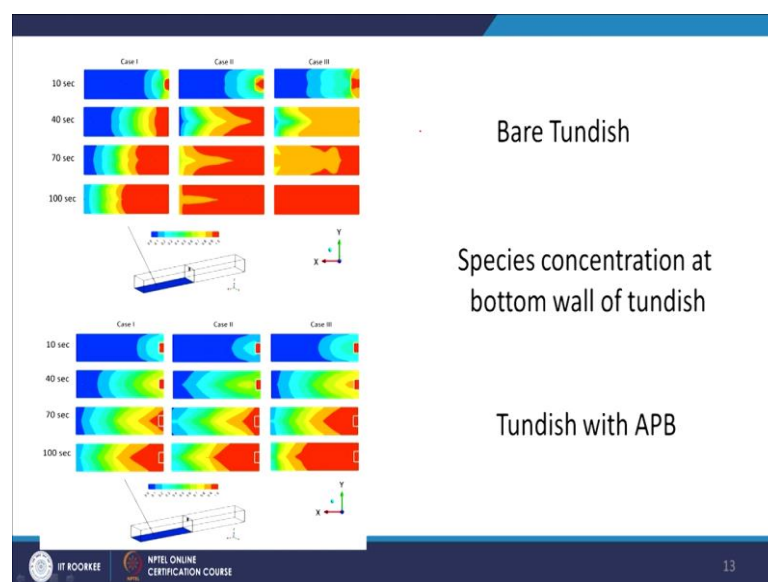 Case I Case II Case III
10 sec
40 sec
70 sec
100 sec
Y
X
Case I Case II Case III
10 sec
40 sec
70 sec
100 sec
Y
X
Bare Tundish
Species concentration at
bottom wall of tundish
Tundish with APB
IIT ROORKEE
NPTEL ONLINE
CERTIFICATION COURSE
13